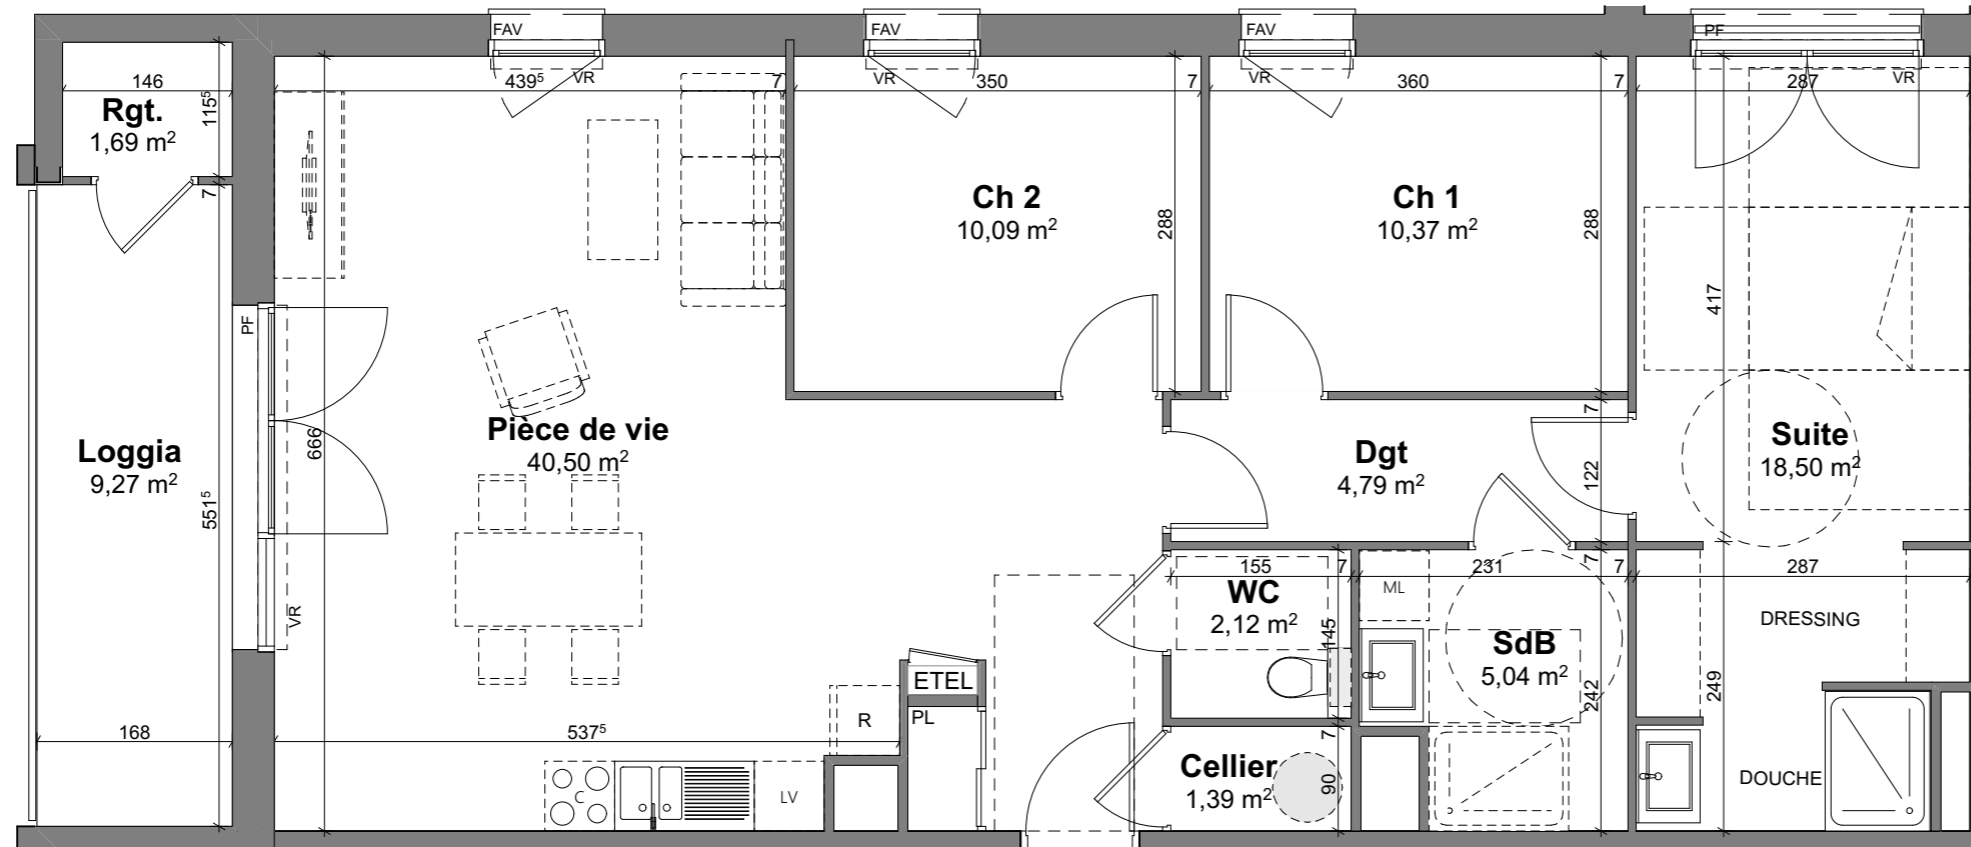 FAV
FAV
FAV
PF
146
439⁵
VR
7
VR
350
7
VR
360
7
287
VR
Rgt.
1,69 m²
115⁵
7
Ch 2
10,09 m²
288
Ch 1
10,37 m²
288
417
PF
Loggia
9,27 m²
551⁵
666
Pièce de vie
40,50 m²
Dgt
4,79 m²
7
122
Suite
18,50 m²
VR
155
7
231
7
7
287
WC
2,12 m²
145
ML
SdB
5,04 m²
242
DRESSING
249
ETEL
PL
R
168
537⁵
C
LV
Cellier
1,39 m²
7
90
DOUCHE